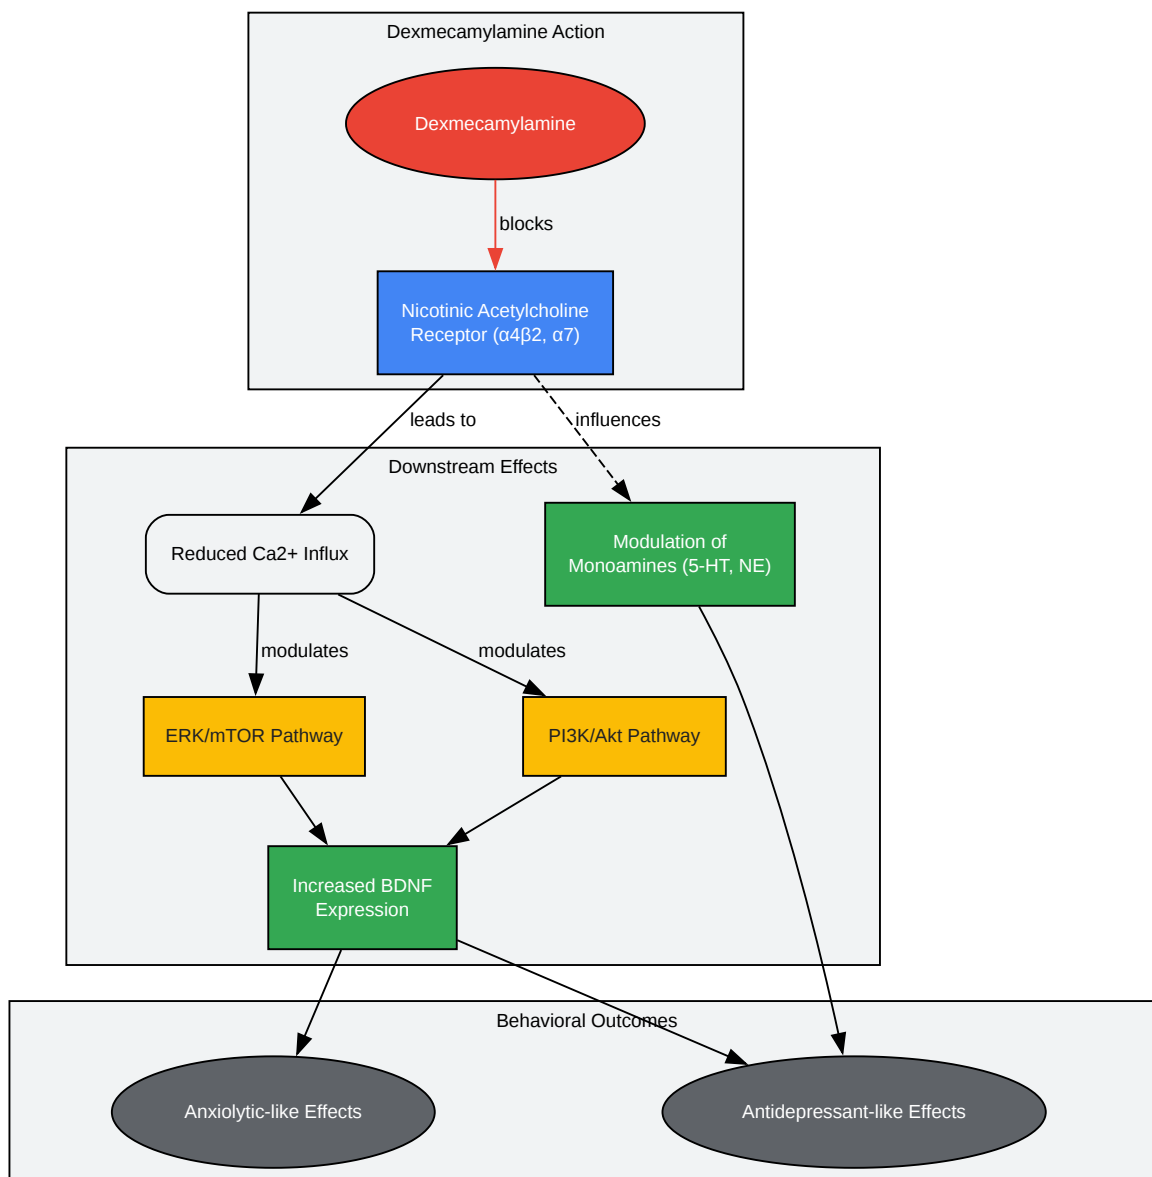 Dexmecamylamine Action
Dexmecamylamine
blocks
Nicotinic Acetylcholine
Receptor (α4β2, α7)
leads to
influences
Downstream Effects
Reduced Ca2+ Influx
Modulation of
Monoamines (5-HT, NE)
modulates
modulates
ERK/mTOR Pathway
PI3K/Akt Pathway
Increased BDNF
Expression
Behavioral Outcomes
Anxiolytic-like Effects
Antidepressant-like Effects